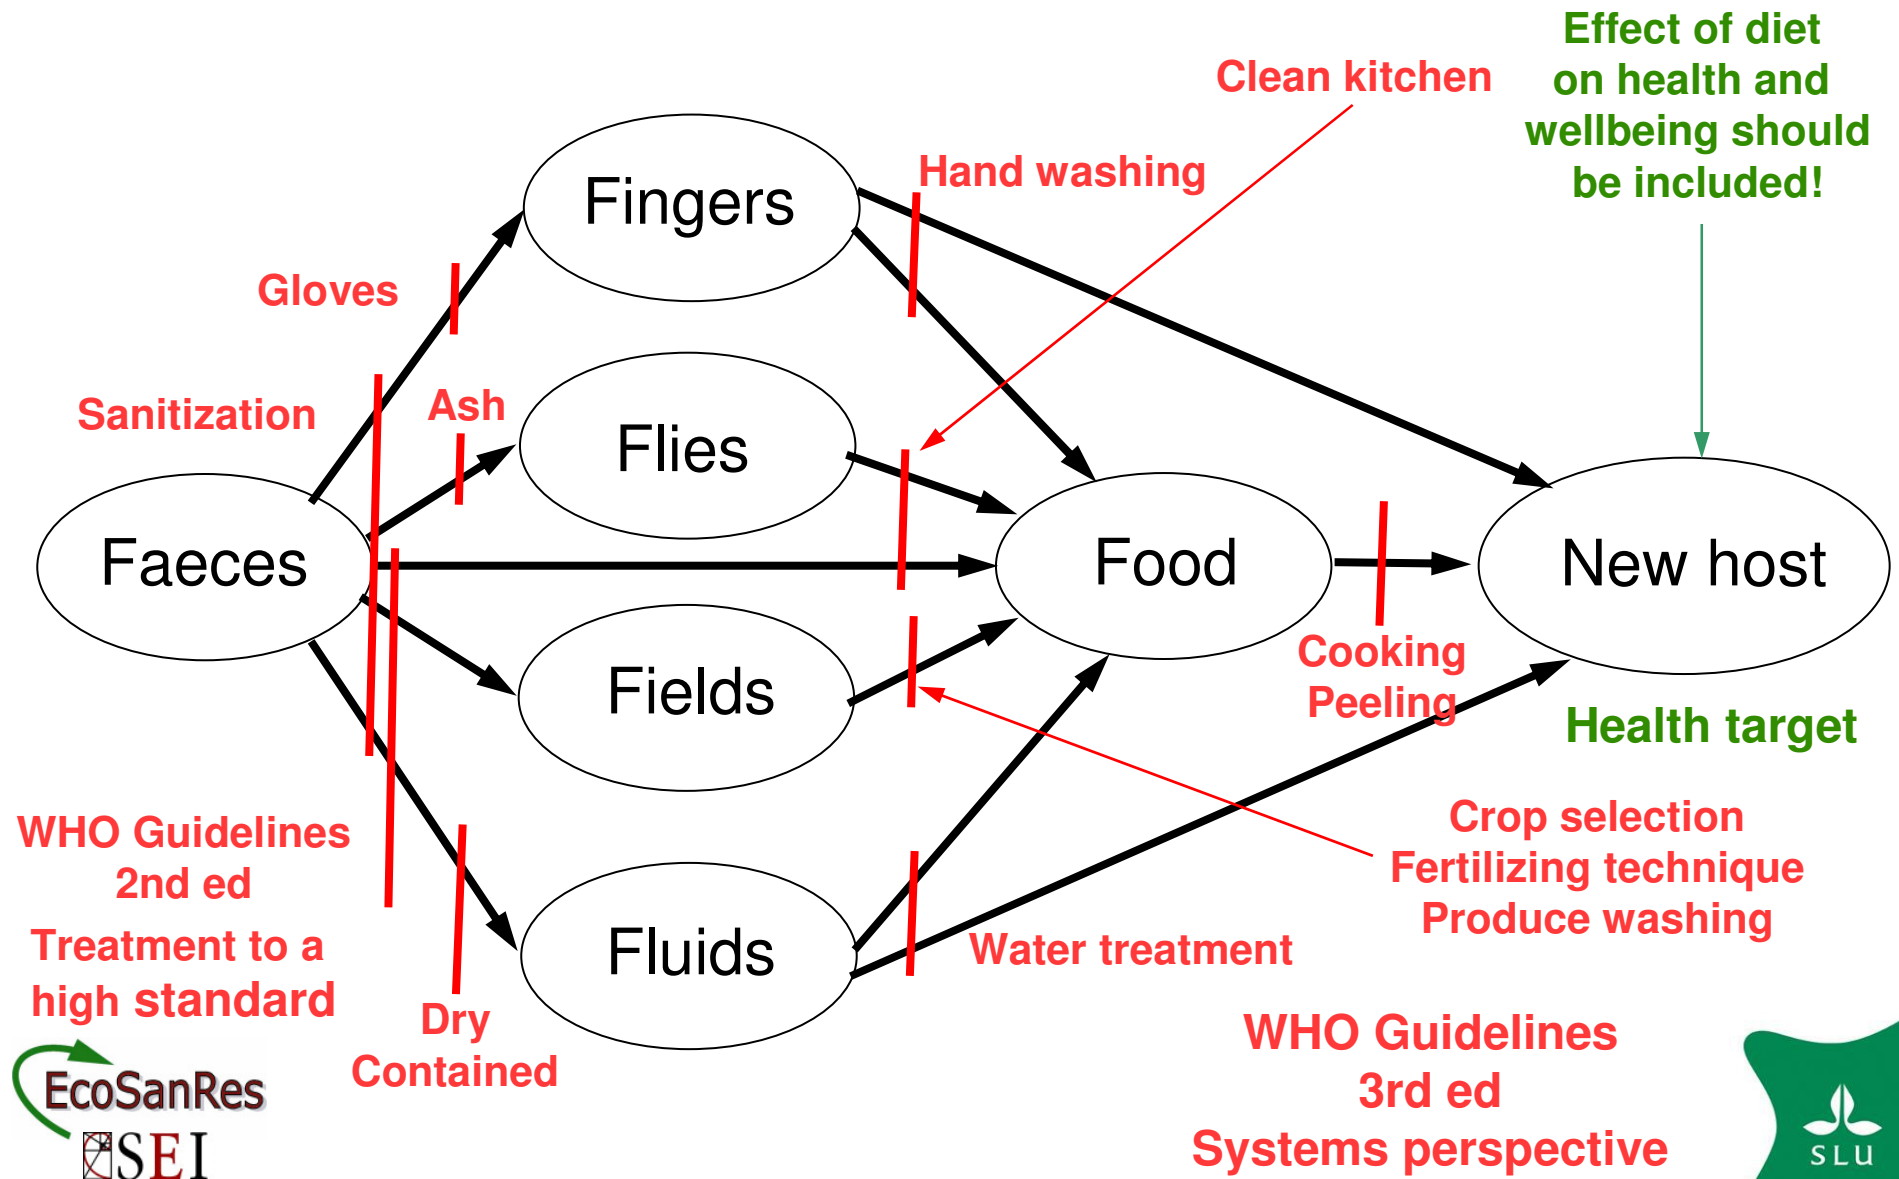 Effect of diet
on health and
wellbeing should
be included!
Clean kitchen
Hand washing
Fingers
Gloves
Sanitization
Ash
Flies
Faeces
Food
New host
Cooking
Peeling
Fields
Health target
Crop selection
Fertilizing technique
Produce washing
WHO Guidelines
2nd ed
Treatment to a
high standard
Fluids
Water treatment
Dry
Contained
WHO Guidelines
3rd ed
Systems perspective
EcoSanRes
SEI
SLU